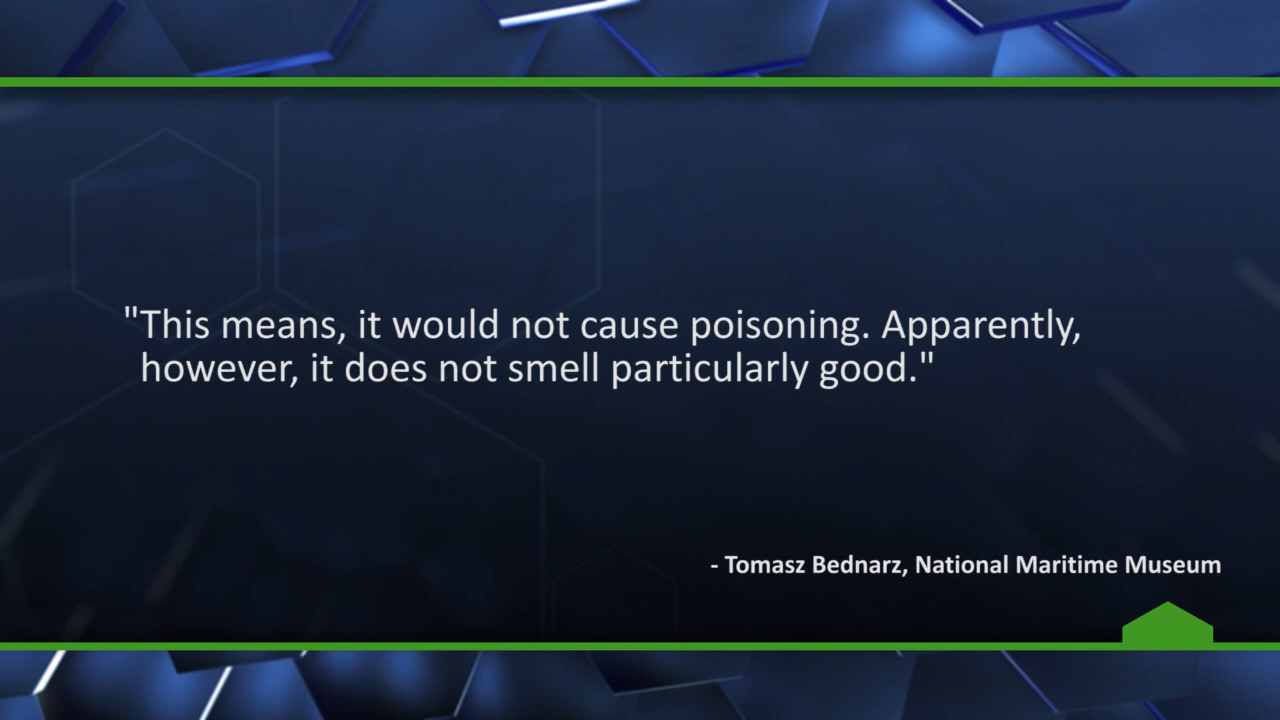 "This means, it would not cause poisoning. Apparently,
however, it does not smell particularly good."
- Tomasz Bednarz, National Maritime Museum